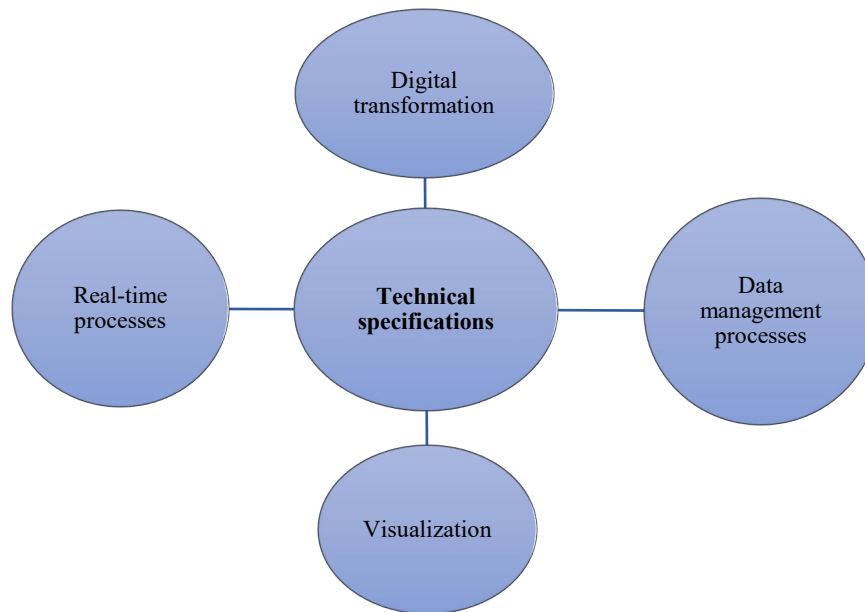 Digital
transformation
Real-time
processes
Technical
specifications
Data
management
processes
Visualization